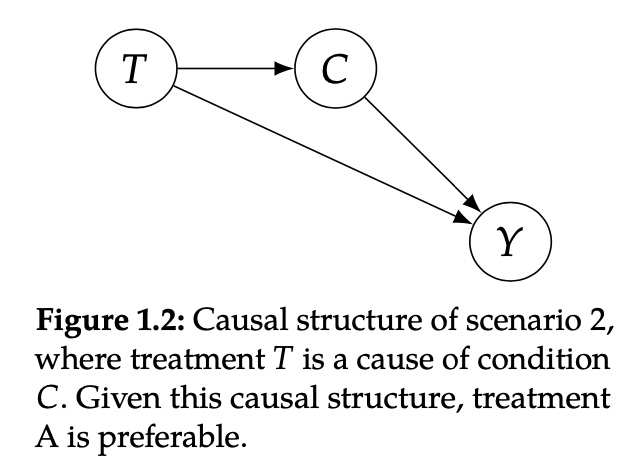 T
C
Y
Figure 1.2: Causal structure of scenario 2,
where treatment T is a cause of condition
C. Given this causal structure, treatment
A is preferable.